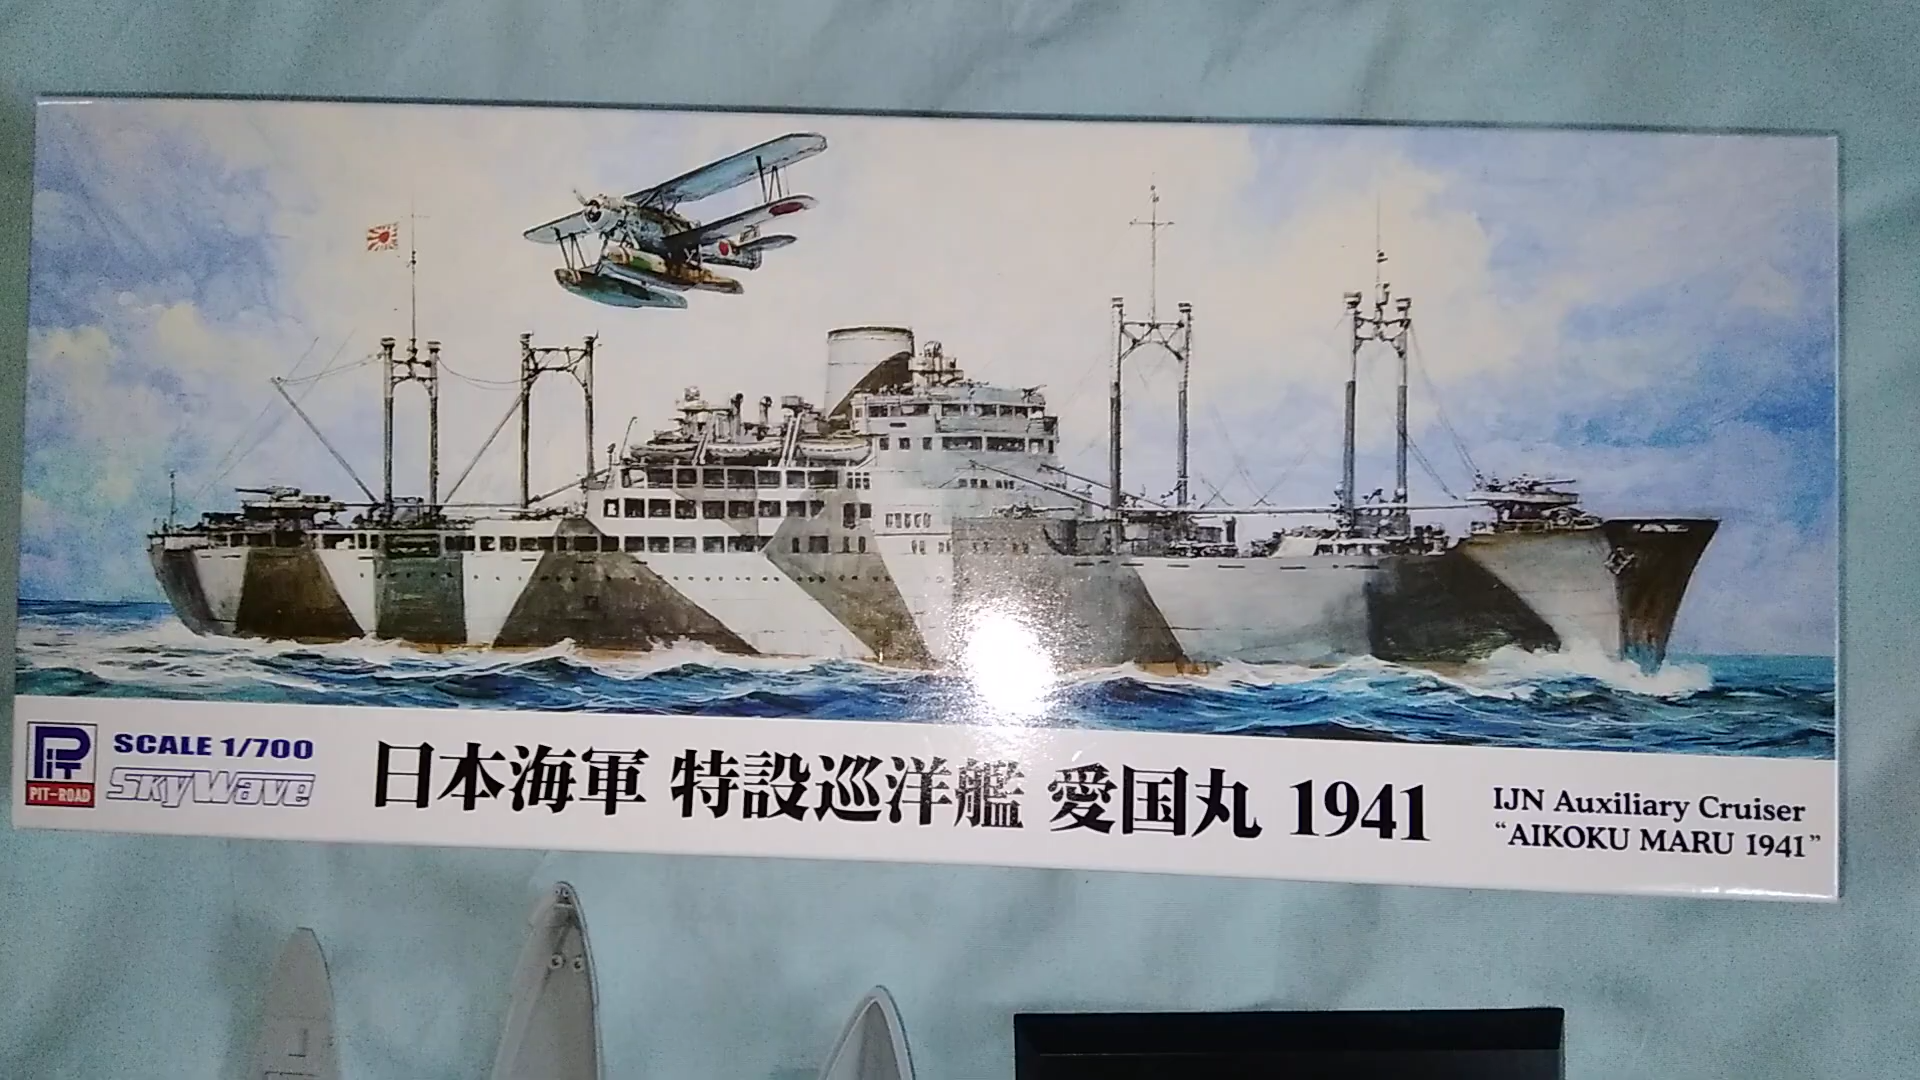 PIT
PIT-ROAD
SCALE 1/700
SKYWAVE
日本海軍 特設巡洋艦 愛国丸 1941
IJN Auxiliary Cruiser
“AIKOKU MARU 1941”